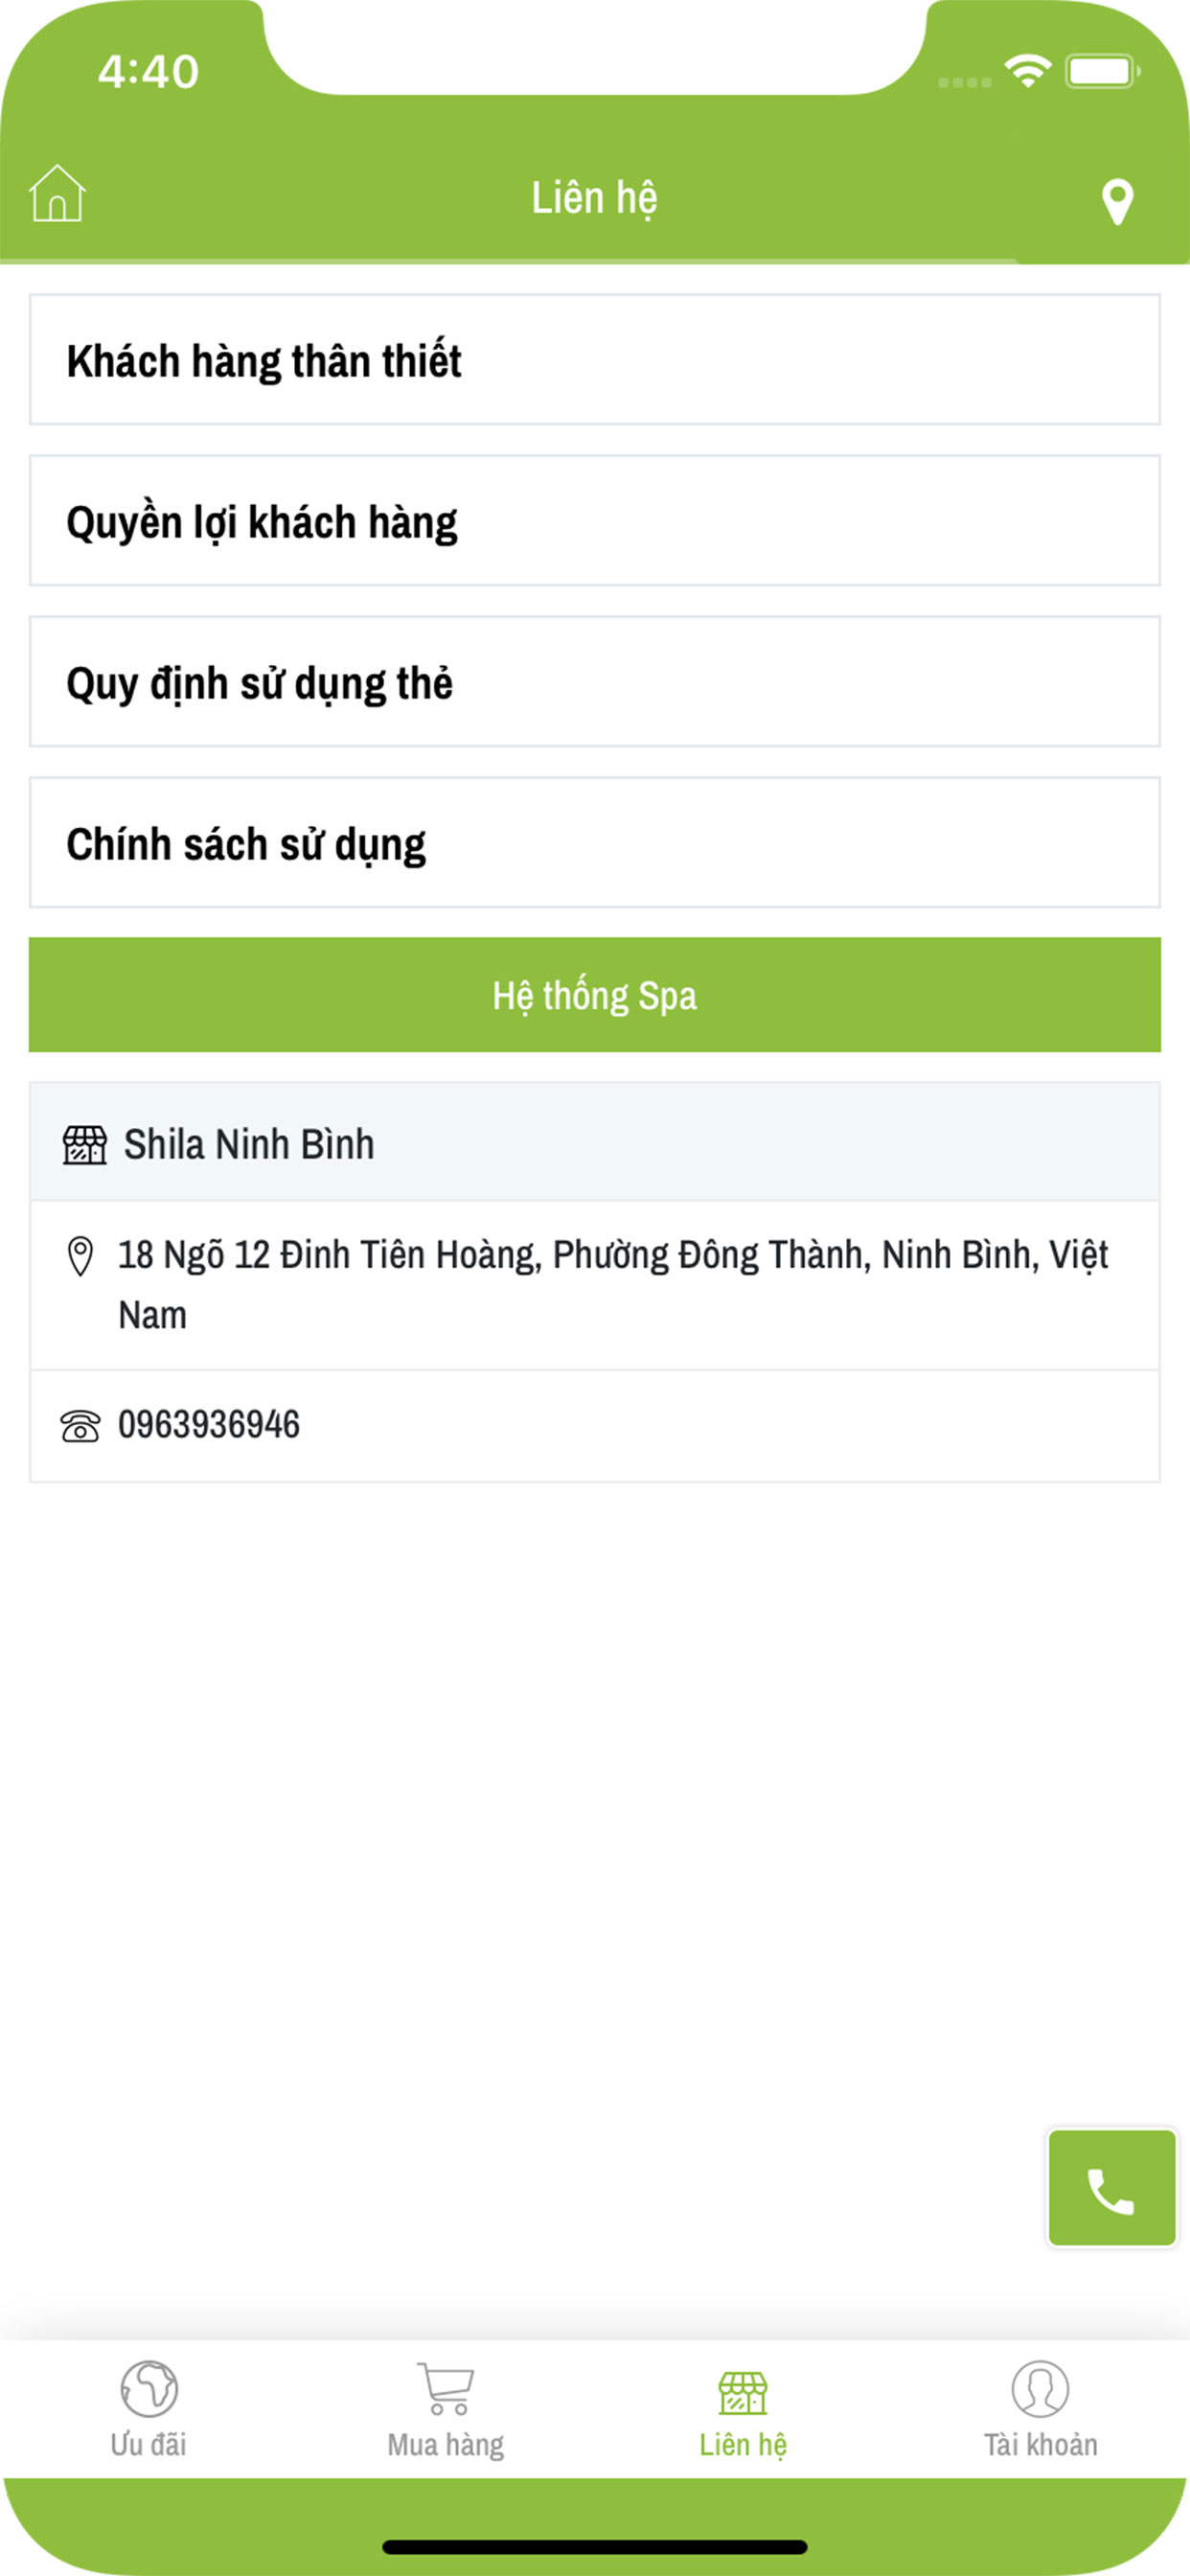 4:40
Liên hệ
Khách hàng thân thiết
Quyền lợi khách hàng
Quy định sử dụng thẻ
Chính sách sử dụng
Hệ thống Spa
Shila Ninh Bình
18 Ngõ 12 Đinh Tiên Hoàng, Phường Đông Thành, Ninh Bình, Việt
Nam
0963936946
Ưu đãi
Mua hàng
Liên hệ
Tài khoản